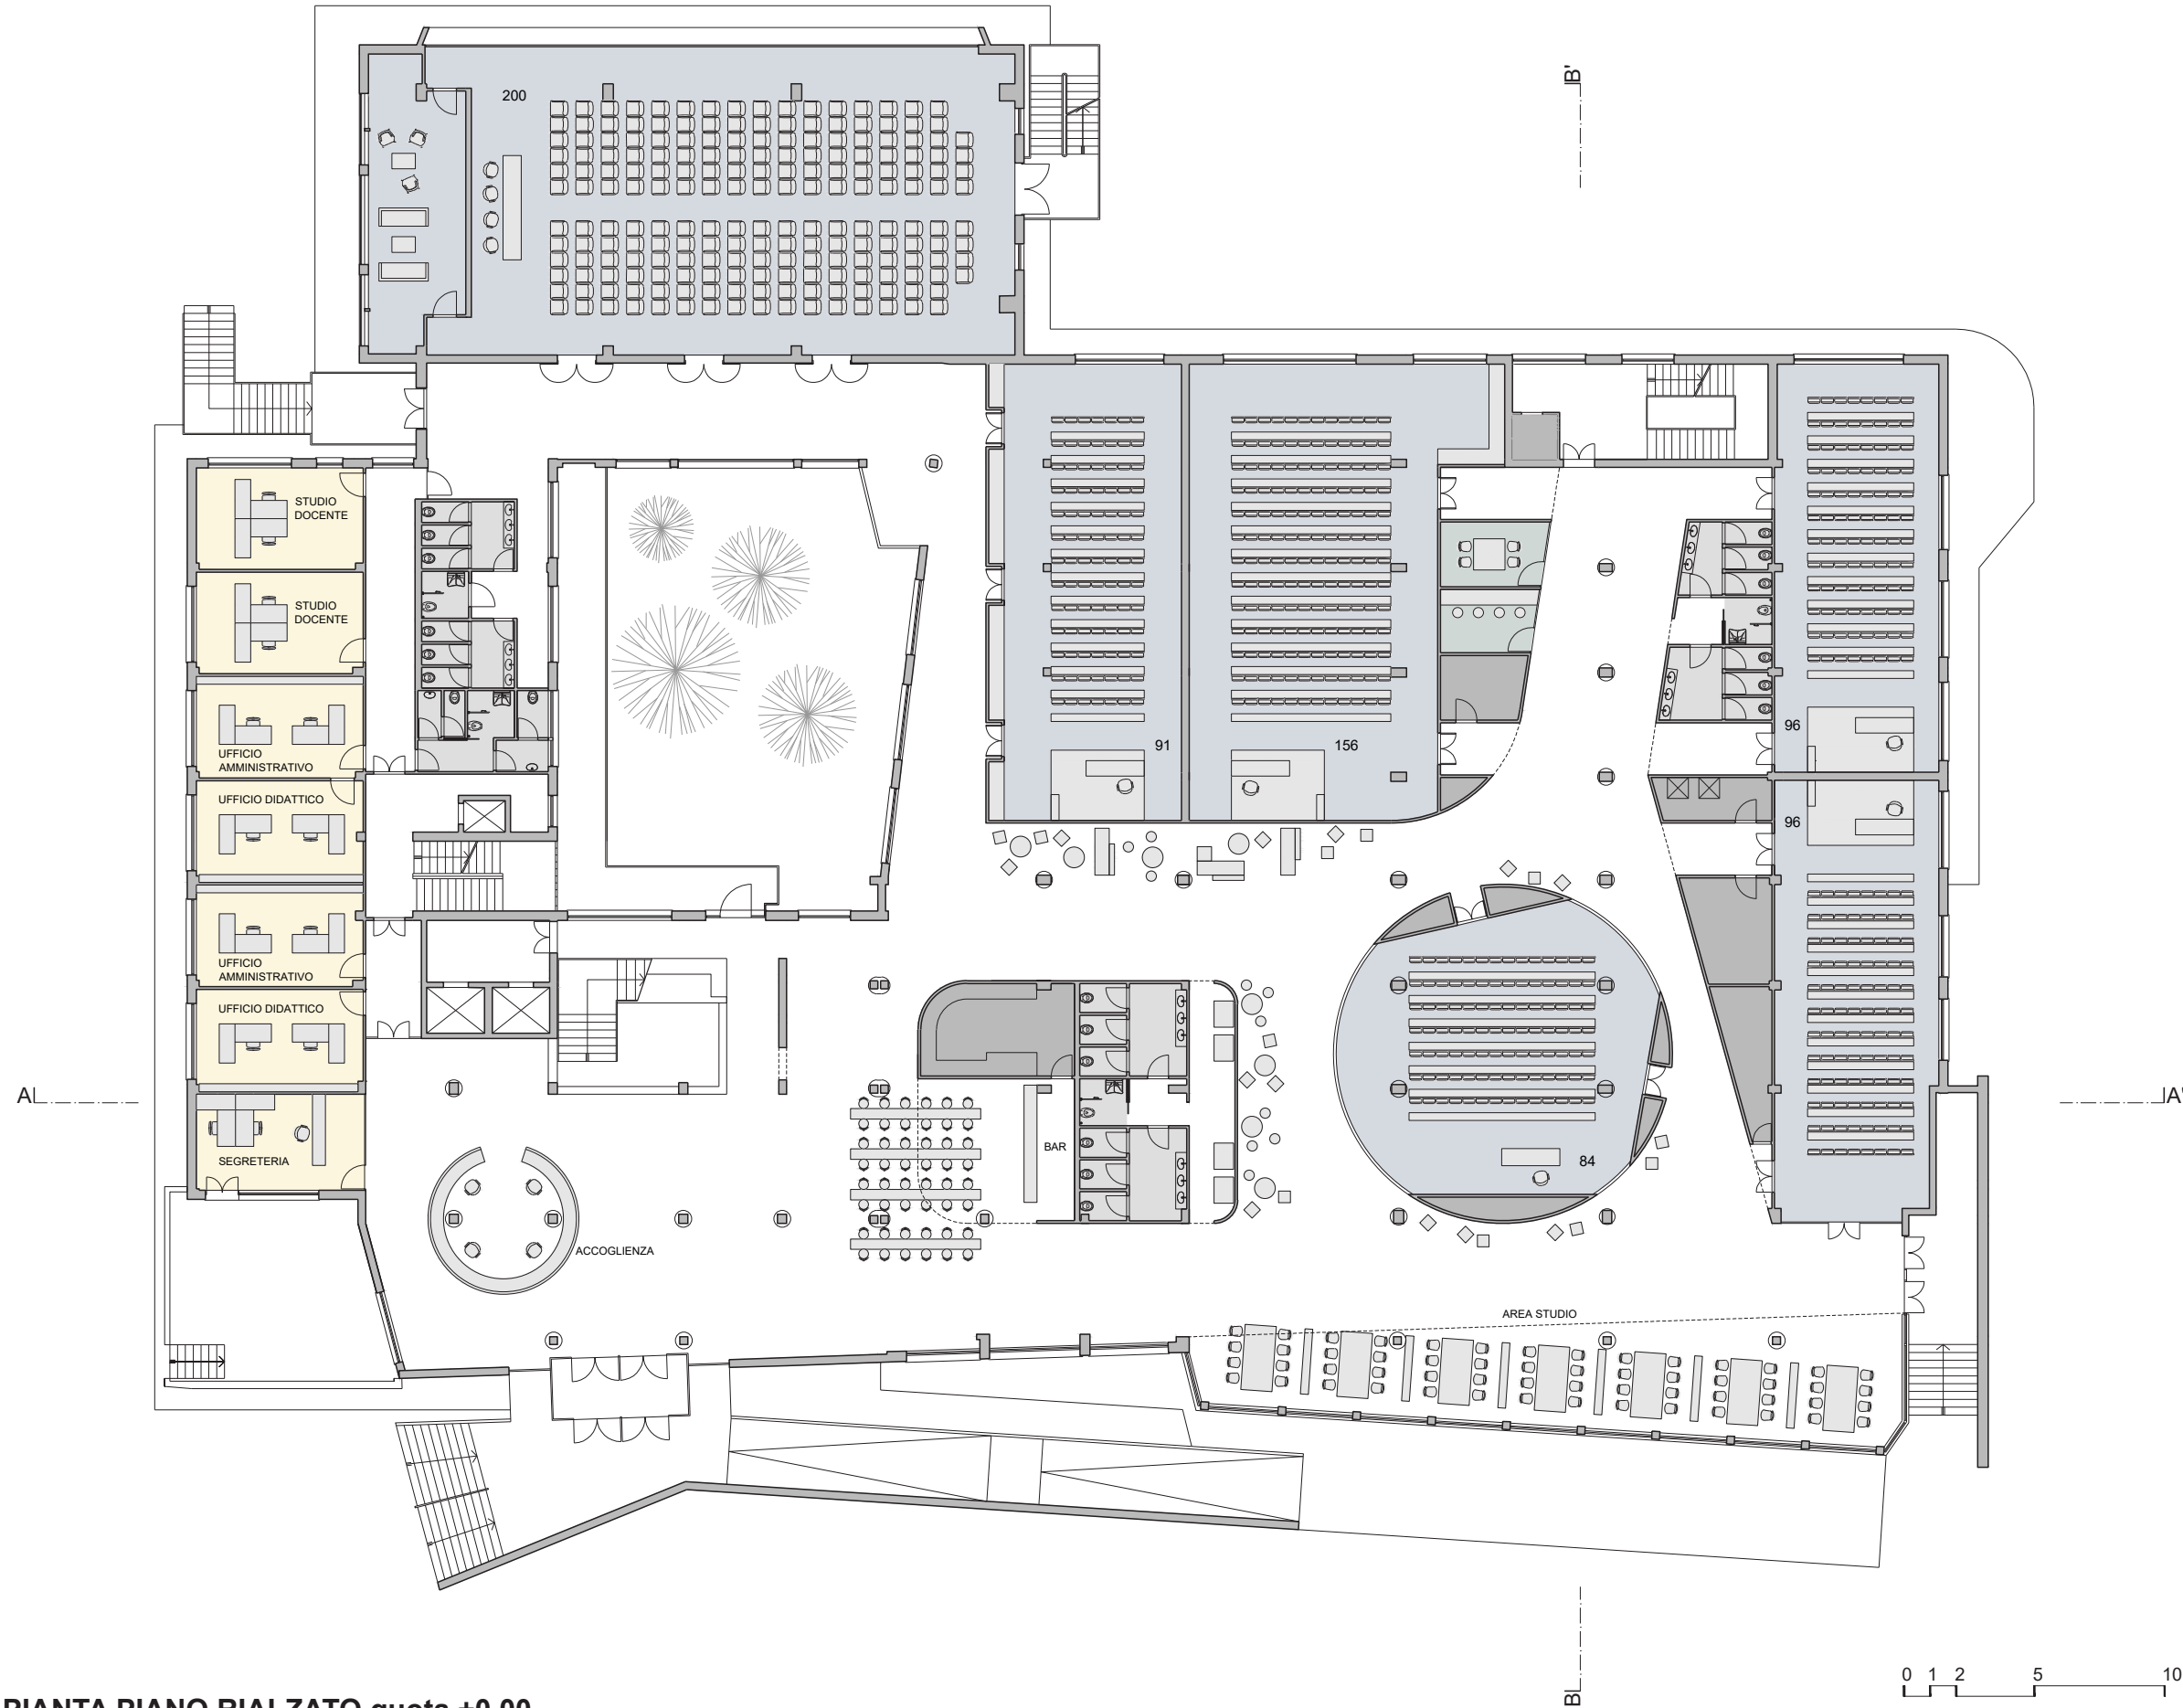 B'
200
STUDIO
DOCENTE
STUDIO
DOCENTE
UFFICIO
AMMINISTRATIVO
91
156
96
UFFICIO DIDATTICO
96
UFFICIO
AMMINISTRATIVO
UFFICIO DIDATTICO
A
A'
BAR
SEGRETERIA
84
ACCOGLIENZA
AREA STUDIO
0 1 2 5 10
B
PIANTA PIANO RIALZATO quota +0.00